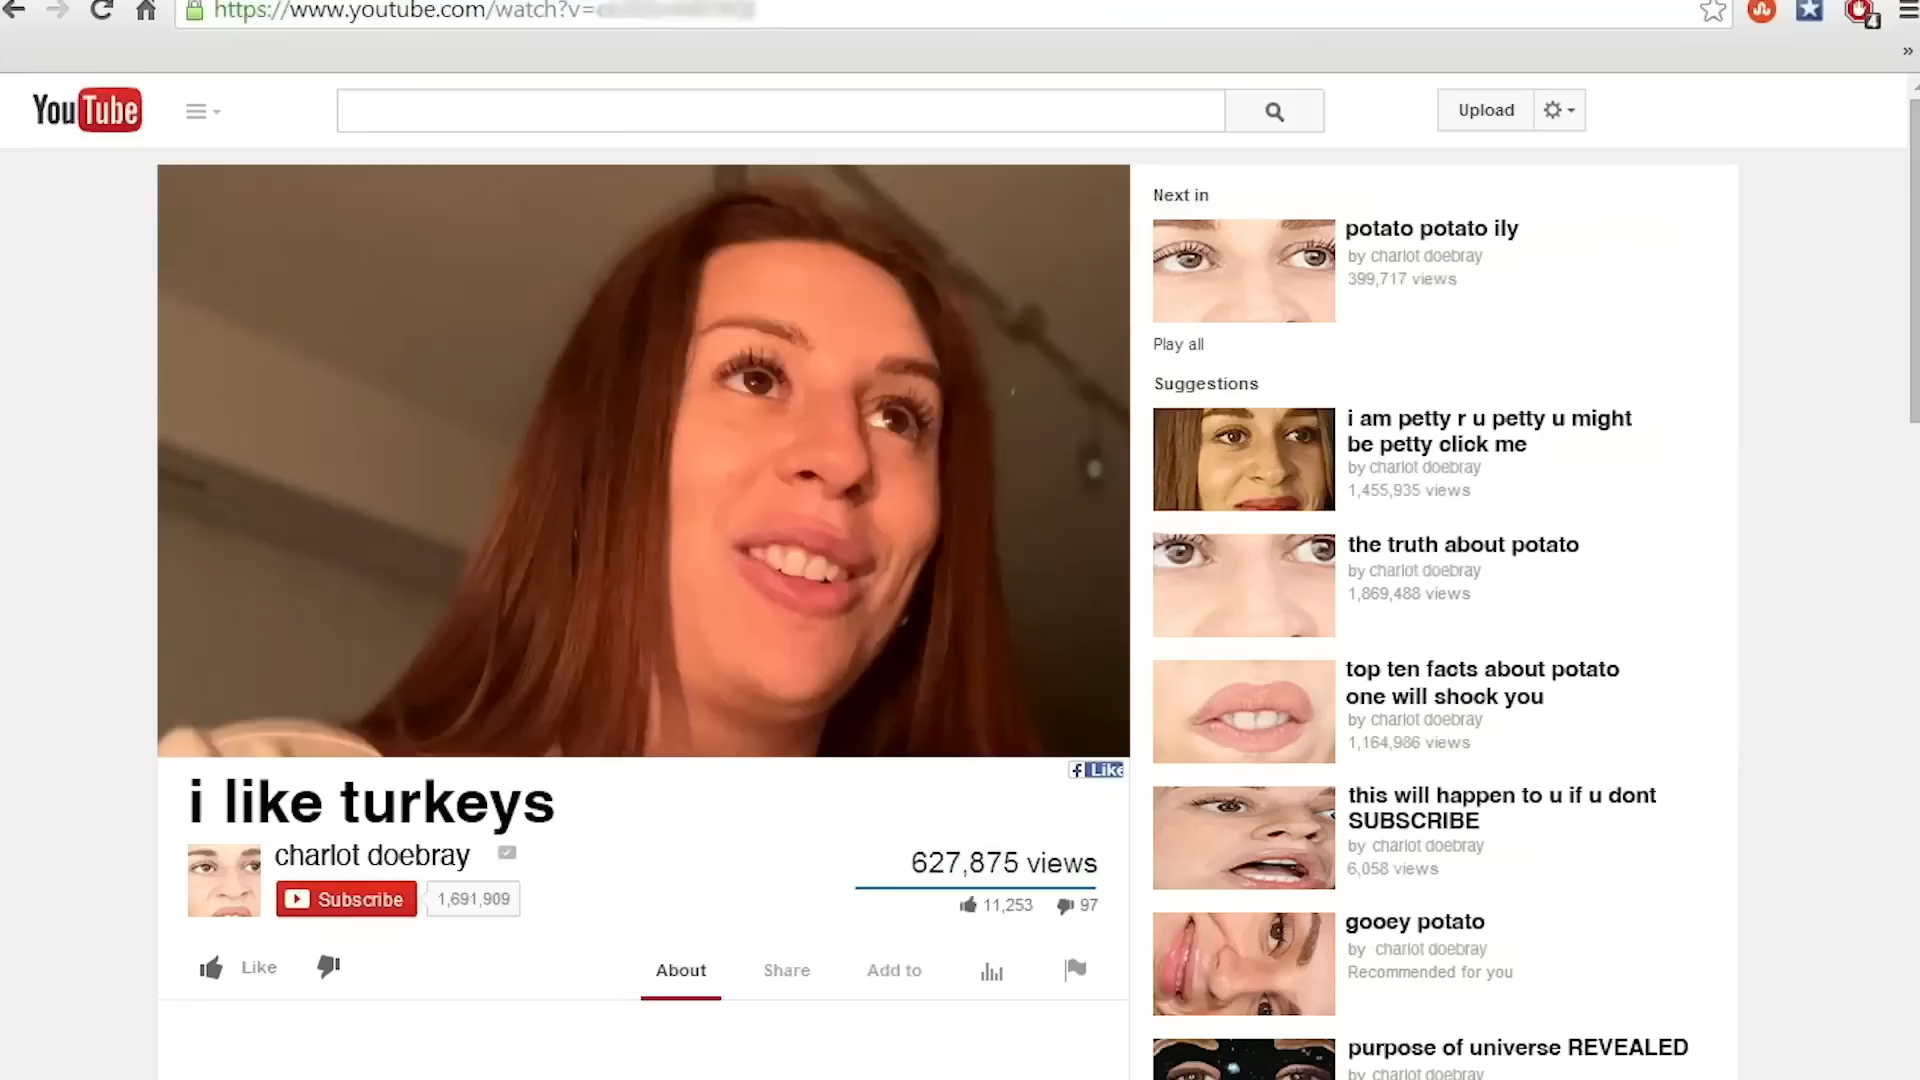 https://www.youtube.com/watch?v=
4
»
YouTube
Upload
Next in
potato potato ily
by charlot doebray
399,717 views
Play all
Suggestions
i am petty r u petty u might
be petty click me
by charlot doebray
1,455,935 views
the truth about potato
by charlot doebray
1,869,488 views
top ten facts about potato
one will shock you
by charlot doebray
1,164,986 views
this will happen to u if u dont
SUBSCRIBE
by charlot doebray
6,058 views
gooey potato
by charlot doebray
Recommended for you
purpose of universe REVEALED
by charlot doebray
f Like
i like turkeys
charlot doebray
Subscribe 1,691,909
627,875 views
11,253 97
Like
About Share Add to